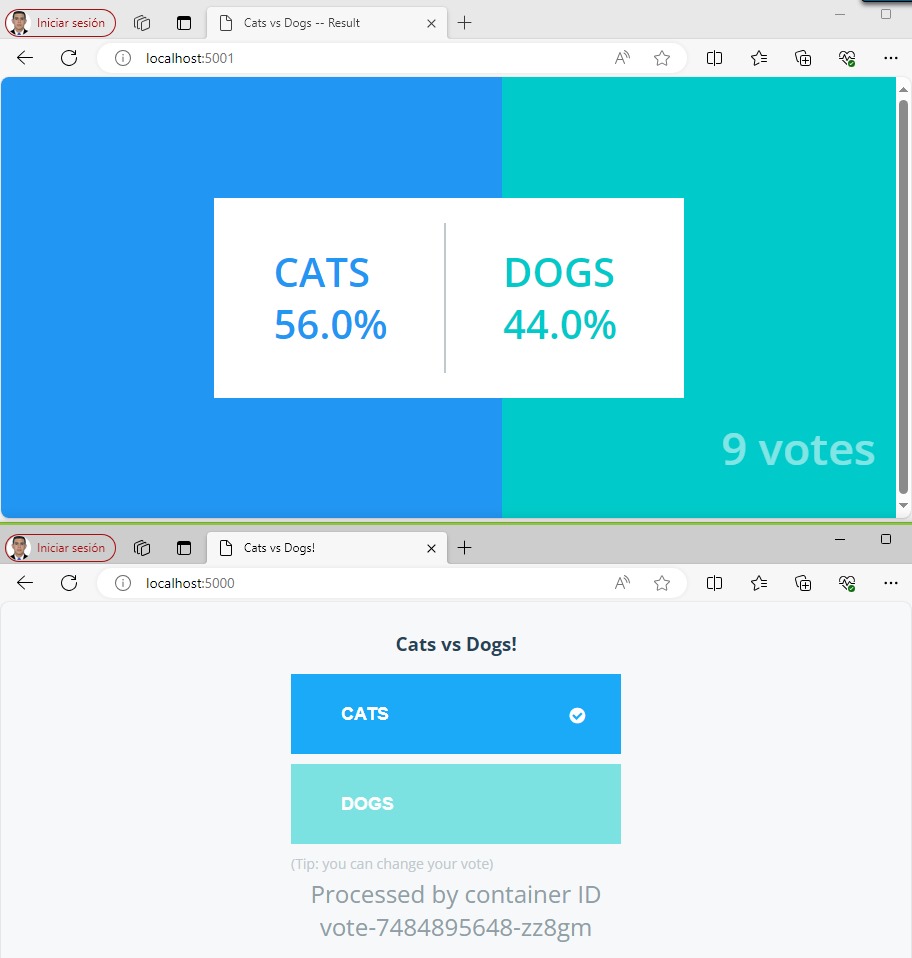 Iniciar sesión
Cats vs Dogs -- Result
localhost:5001
CATS
56.0%
DOGS
44.0%
9 votes
Iniciar sesión
Cats vs Dogs!
localhost:5000
Cats vs Dogs!
CATS
DOGS
(Tip: you can change your vote)
Processed by container ID
vote-7484895648-zz8gm